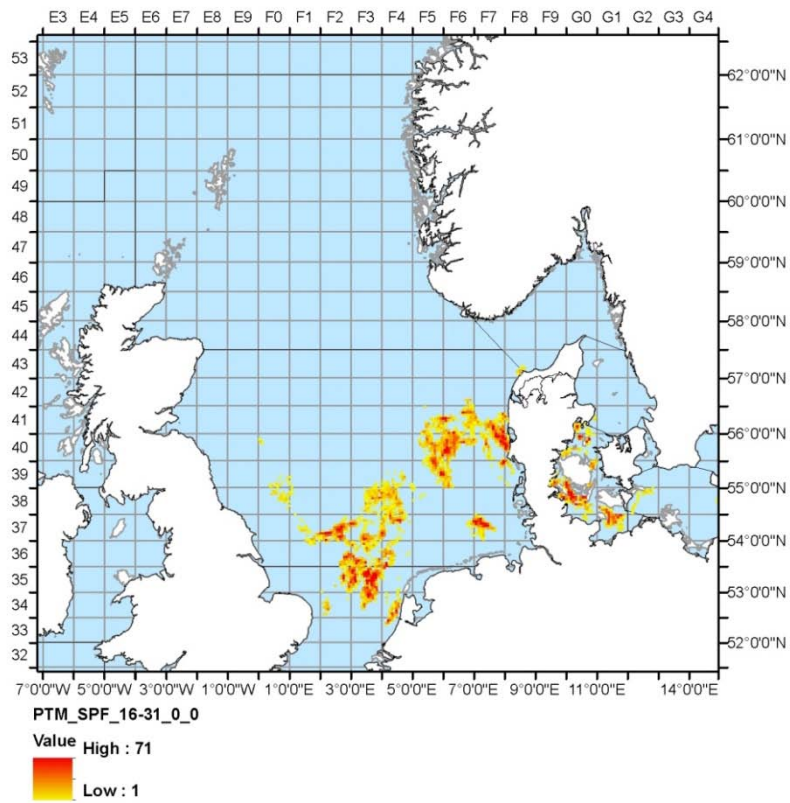 E3 E4 E5 E6 E7 E8 E9 F0 F1 F2 F3 F4 F5 F6 F7 F8 F9 G0 G1 G2 G3 G4
53
52
51
50
49
48
47
46
45
44
43
42
41
40
39
38
37
36
35
34
33
32
62°0'0"N
61°0'0"N
60°0'0"N
59°0'0"N
58°0'0"N
57°0'0"N
56°0'0"N
55°0'0"N
54°0'0"N
53°0'0"N
52°0'0"N
7°0'0"W 5°0'0"W 3°0'0"W 1°0'0"W 1°0'0"E 3°0'0"E 5°0'0"E 7°0'0"E 9°0'0"E 11°0'0"E 14°0'0"E
PTM_SPF_16-31_0_0
Value
High : 71
Low : 1